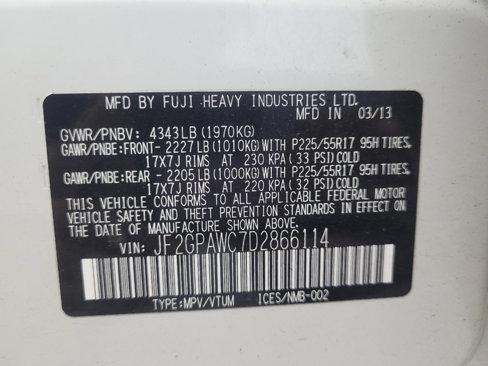 MFD BY FUJI HEAVY INDUSTRIES LTD.
MFD IN 03/13
GVWR/PNBV: 4343LB (1970KG)
GAWR/PNBE:FRONT- 2227 LB (1010KG) WITH P225/55R17 95H TIRES,
17X7J RIMS AT 230 KPA (33 PSI) COLD
GAWR/PNBE:REAR - 2205 LB (1000KG) WITH P225/55R17 95H TIRES,
17X7J RIMS AT 220 KPA (32 PSI) COLD
THIS VEHICLE CONFORMS TO ALL APPLICABLE FEDERAL MOTOR
VEHICLE SAFETY AND BUMPER STANDARDS IN EFFECT ON
THE DATE OF MANUFACTURE SHOWN ABOVE.
VIN: JF2GPAWC7D2866114
TYPE:MPV/VTUM ICES/NMB-002